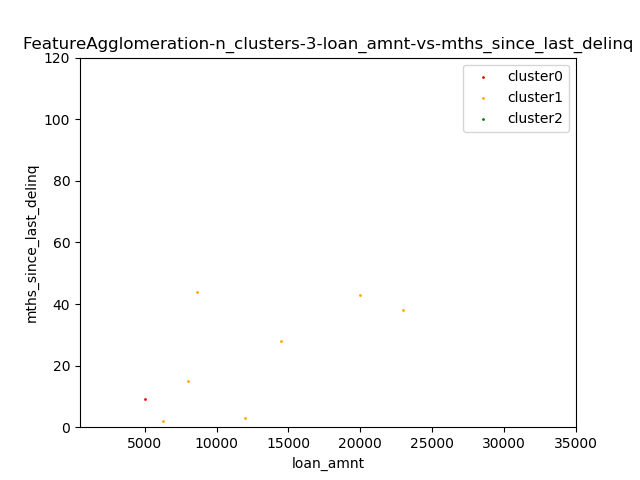 FeatureAgglomeration-n_clusters-3-loan_amnt-vs-mths_since_last_delinq
cluster0
cluster1
cluster2
mths_since_last_delinq
120
100
80
60
40
20
0
5000 10000 15000 20000 25000 30000 35000
loan_amnt